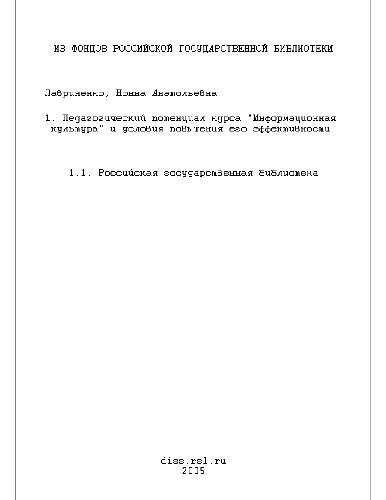 ИЗ ФОНДОВ РОССИЙСКОЙ ГОСУДАРСТВЕННОЙ БИБЛИОТЕКИ
Лавриненко, Нонна Анатольевна
1. Педагогический потенциал курса "Информационная
культура" и условия повышения его эффективности
1.1. Российская государственная библиотека
diss.rsl.ru
2005